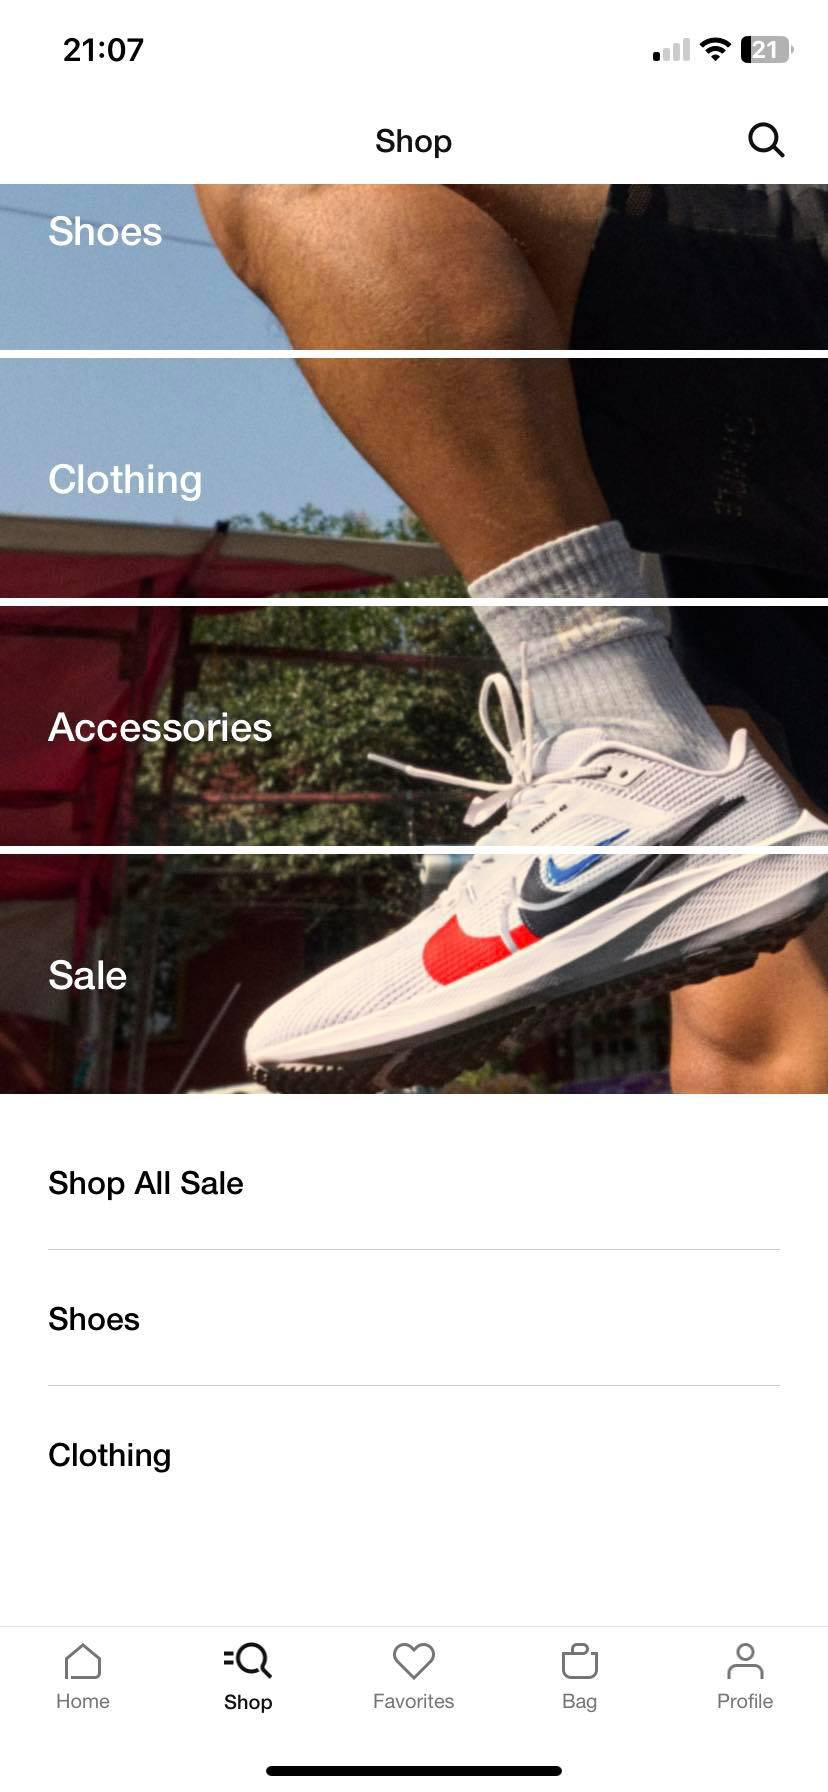 21:07
21
Shop
Shoes
Clothing
Accessories
Sale
Shop All Sale
Shoes
Clothing
Home
Shop
Favorites
Bag
Profile